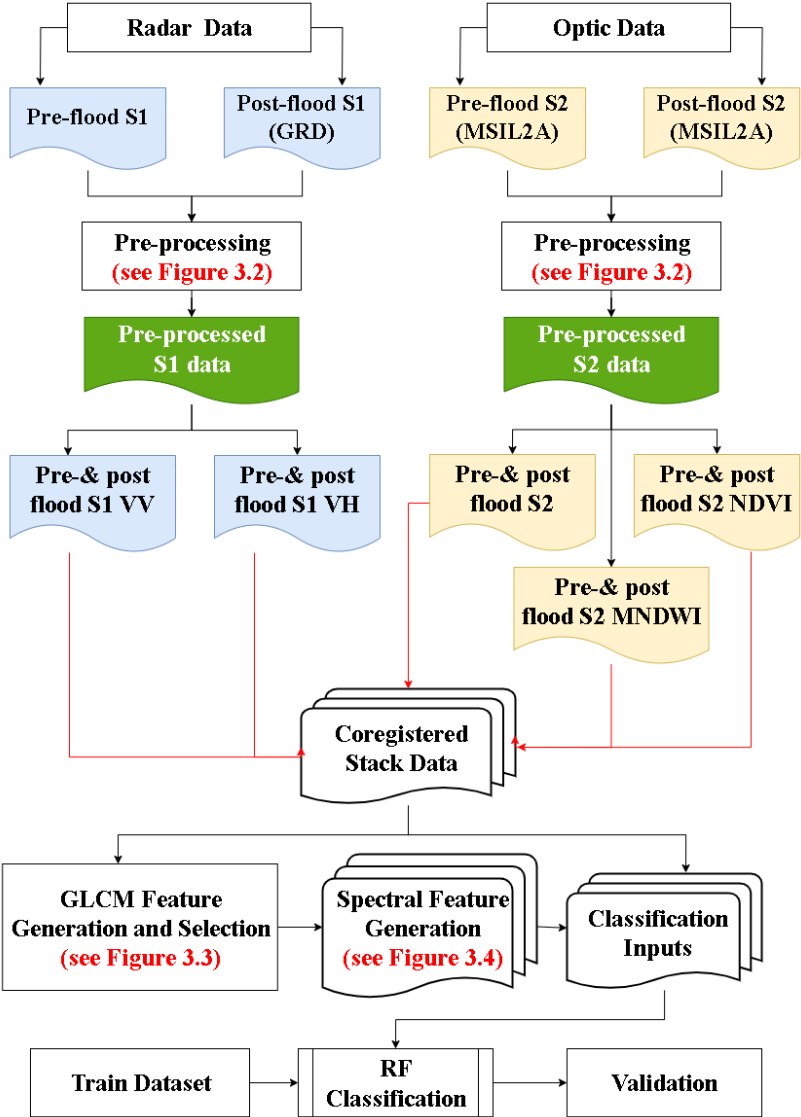 Radar Data
Optic Data
Pre-flood S1
Post-flood S1
(GRD)
Pre-flood S2
(MSIL2A)
Post-flood S2
(MSIL2A)
Pre-processing
(see Figure 3.2)
Pre-processing
(see Figure 3.2)
Pre-processed
S1 data
Pre-processed
S2 data
Pre-& post
flood S1 VV
Pre-& post
flood S1 VH
Pre-& post
flood S2
Pre-& post
flood S2 NDVI
Pre-& post
flood S2 MNDWI
Coregistered
Stack Data
GLCM Feature
Generation and Selection
(see Figure 3.3)
Spectral Feature
Generation
(see Figure 3.4)
Classification
Inputs
Train Dataset
RF
Classification
Validation